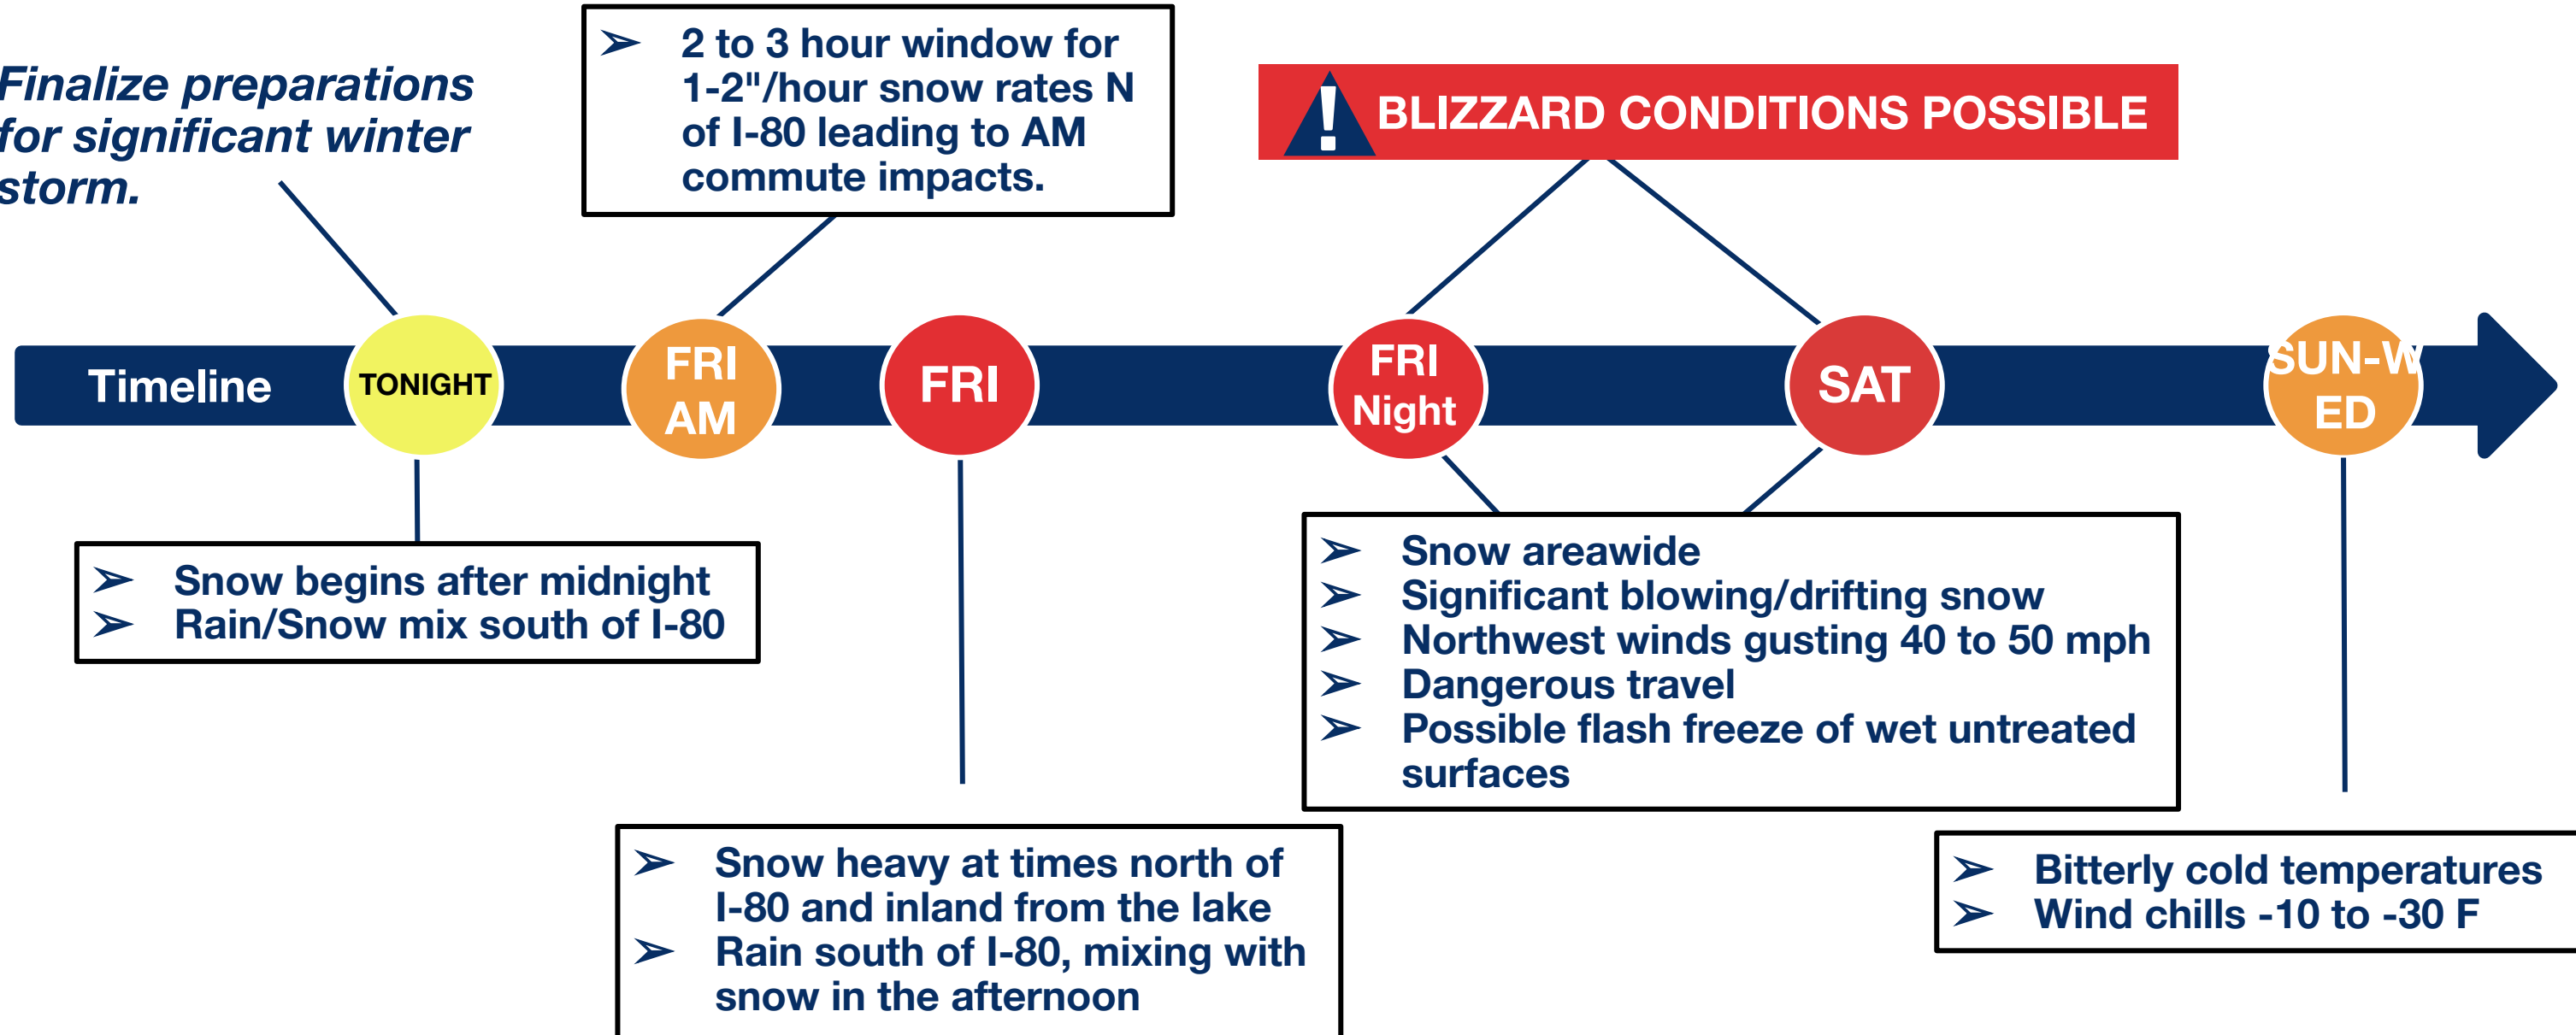 Finalize preparations
for significant winter
storm.
➢ 2 to 3 hour window for
1-2"/hour snow rates N
of I-80 leading to AM
commute impacts.
! BLIZZARD CONDITIONS POSSIBLE
Timeline
TONIGHT
FRI
AM
FRI
FRI
Night
SAT
SUN-W
ED
➢ Snow begins after midnight
➢ Rain/Snow mix south of I-80
➢ Snow heavy at times north of
I-80 and inland from the lake
➢ Rain south of I-80, mixing with
snow in the afternoon
➢ Snow areawide
➢ Significant blowing/drifting snow
➢ Northwest winds gusting 40 to 50 mph
➢ Dangerous travel
➢ Possible flash freeze of wet untreated
surfaces
➢ Bitterly cold temperatures
➢ Wind chills -10 to -30 F